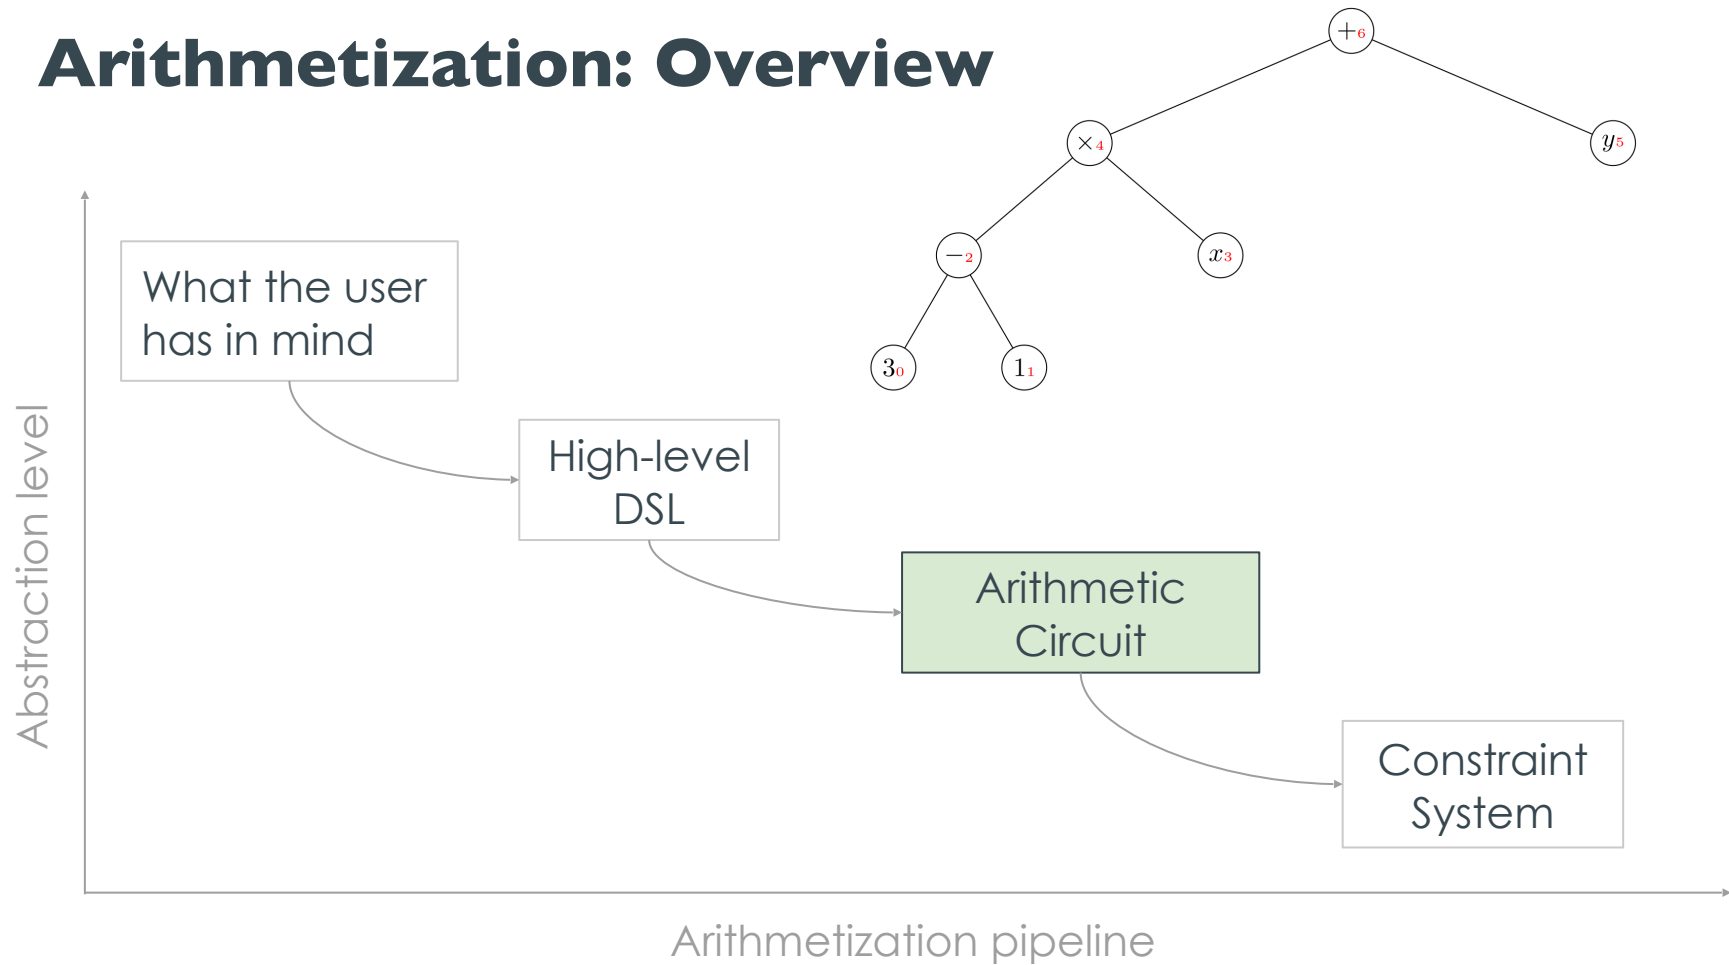 Arithmetization: Overview
+6
×4
y5
−2
x3
30
11
What the user
has in mind
High-level
DSL
Arithmetic
Circuit
Constraint
System
Abstraction level
Arithmetization pipeline